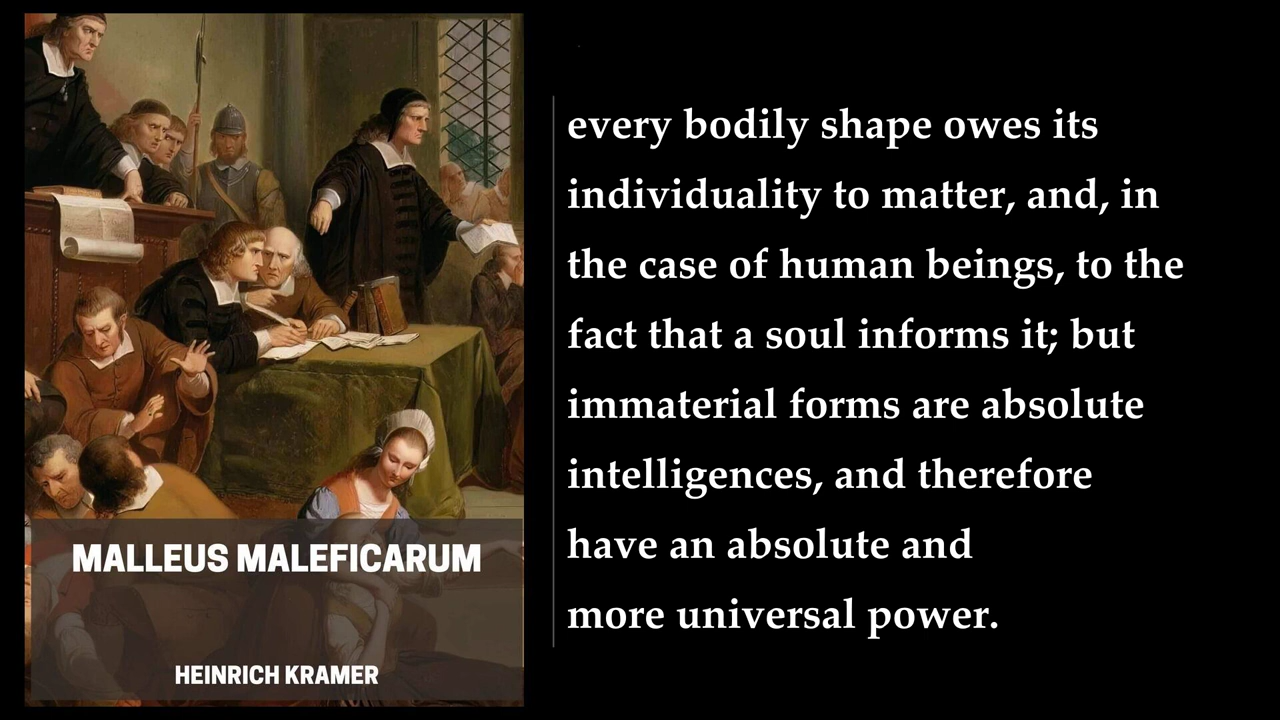 MALLEUS MALEFICARUM
HEINRICH KRAMER
every bodily shape owes its
individuality to matter, and, in
the case of human beings, to the
fact that a soul informs it; but
immaterial forms are absolute
intelligences, and therefore
have an absolute and
more universal power.